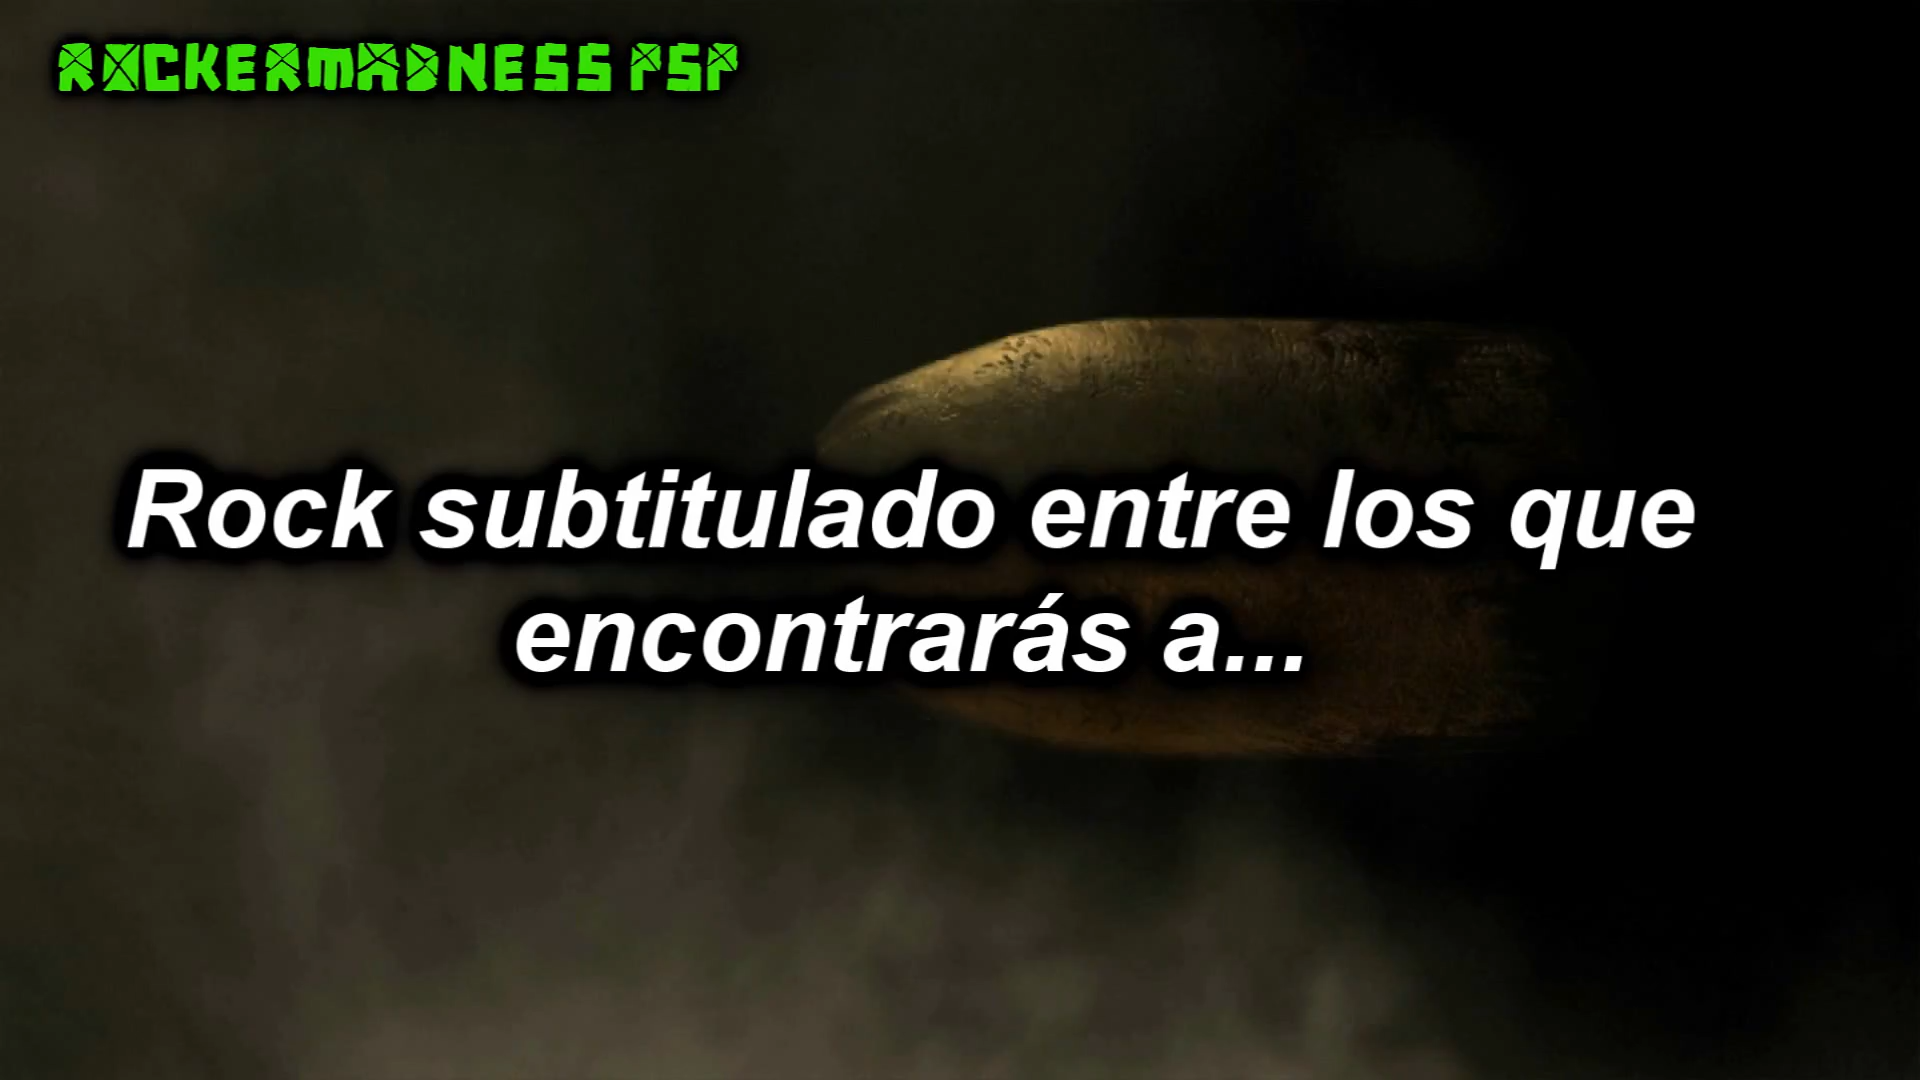 ROCKERMADNESS PSP
Rock subtitulado entre los que
encontrarás a...